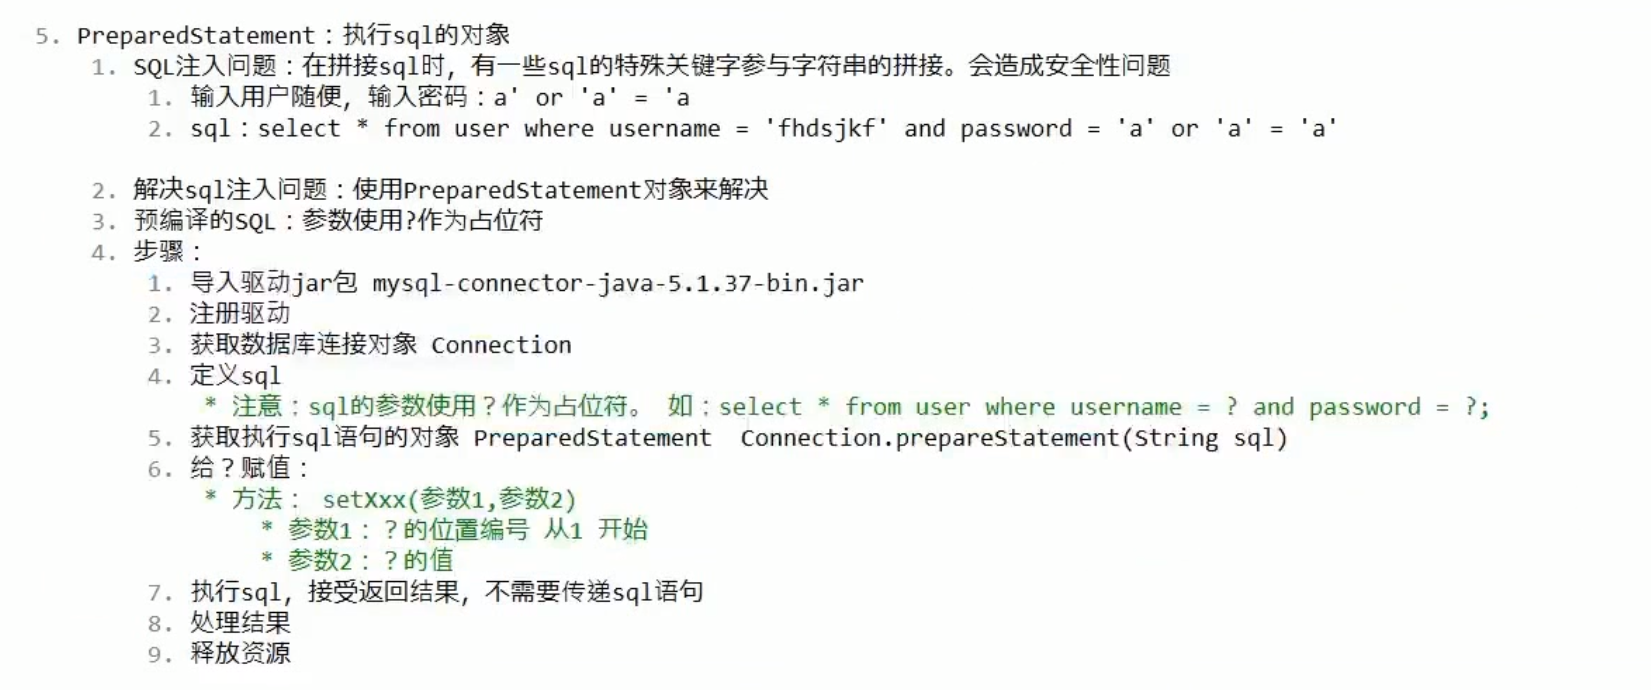 5. PreparedStatement：执行sql的对象
1. SQL注入问题：在拼接sql时，有一些sql的特殊关键字参与字符串的拼接。会造成安全性问题
1. 输入用户随便，输入密码：a' or 'a' = 'a
2. sql：select * from user where username = 'fhdsjkf' and password = 'a' or 'a' = 'a'
2. 解决sql注入问题：使用PreparedStatement对象来解决
3. 预编译的SQL：参数使用?作为占位符
4. 步骤：
1. 导入驱动jar包 mysql-connector-java-5.1.37-bin.jar
2. 注册驱动
3. 获取数据库连接对象 Connection
4. 定义sql
* 注意：sql的参数使用？作为占位符。 如：select * from user where username = ? and password = ?;
5. 获取执行sql语句的对象 PreparedStatement  Connection.prepareStatement(String sql)
6. 给？赋值：
* 方法： setXxx(参数1,参数2)
* 参数1：？的位置编号 从1 开始
* 参数2：？的值
7. 执行sql，接受返回结果，不需要传递sql语句
8. 处理结果
9. 释放资源